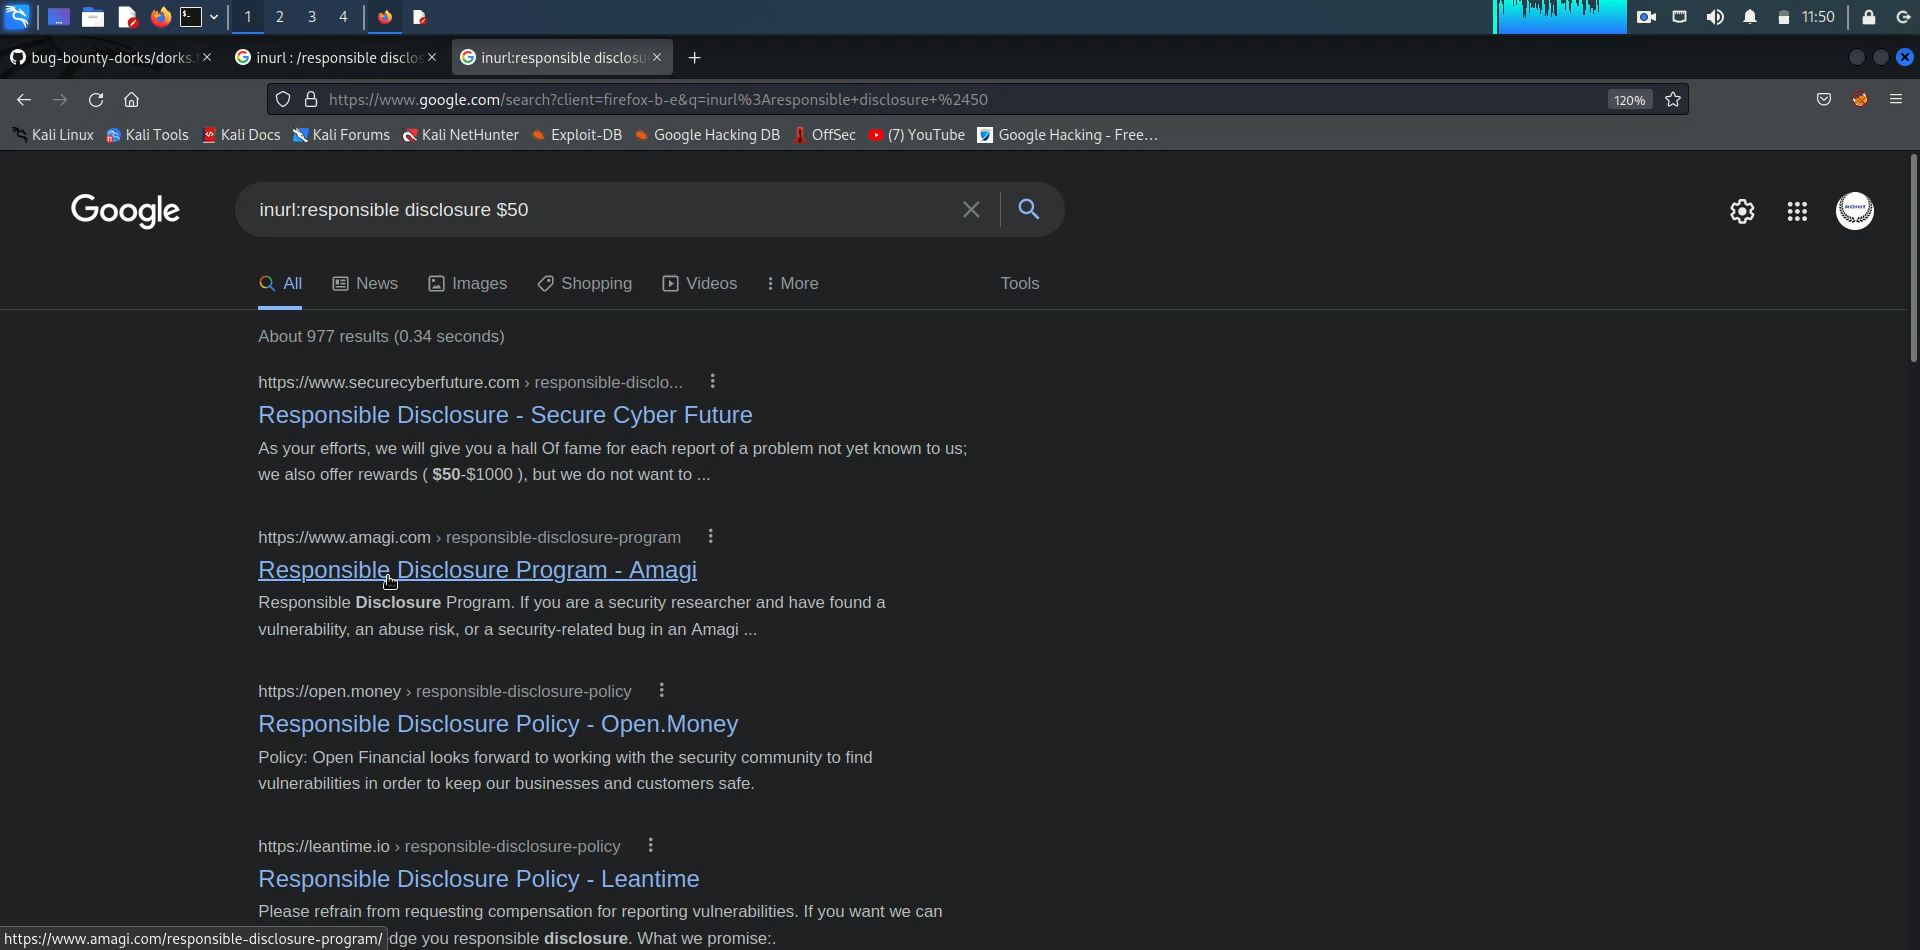 1 2 3 4 11:50
bug-bounty-dorks/dorks. inurl : /responsible disclos inurl:responsible disclosu
https://www.google.com/search?client=firefox-b-e&q=inurl%3Aresponsible+disclosure+%2450 120%
Kali Linux Kali Tools Kali Docs Kali Forums Kali NetHunter Exploit-DB Google Hacking DB OffSec (7) YouTube Google Hacking - Free...
Google inurl:responsible disclosure $50 ROHIT
All News Images Shopping Videos More Tools
About 977 results (0.34 seconds)
https://www.securecyberfuture.com › responsible-disclo...
Responsible Disclosure - Secure Cyber Future
As your efforts, we will give you a hall Of fame for each report of a problem not yet known to us;
we also offer rewards ( $50-$1000 ), but we do not want to ...
https://www.amagi.com › responsible-disclosure-program
Responsible Disclosure Program - Amagi
Responsible Disclosure Program. If you are a security researcher and have found a
vulnerability, an abuse risk, or a security-related bug in an Amagi ...
https://open.money › responsible-disclosure-policy
Responsible Disclosure Policy - Open.Money
Policy: Open Financial looks forward to working with the security community to find
vulnerabilities in order to keep our businesses and customers safe.
https://leantime.io › responsible-disclosure-policy
Responsible Disclosure Policy - Leantime
Please refrain from requesting compensation for reporting vulnerabilities. If you want we can
dge you responsible disclosure. What we promise:.
https://www.amagi.com/responsible-disclosure-program/